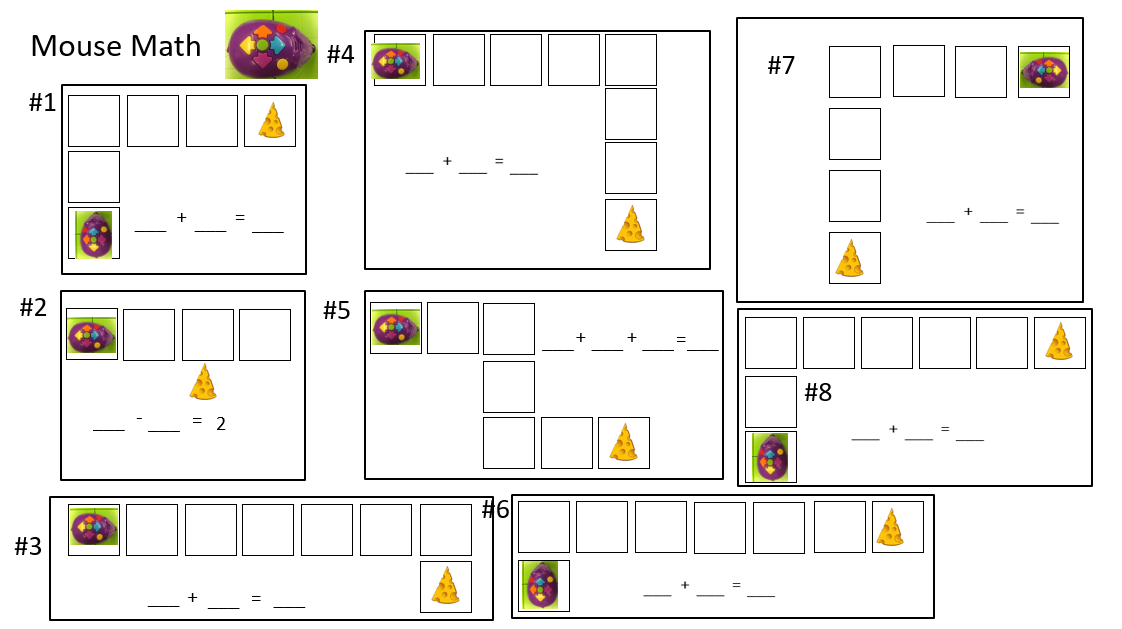 Mouse Math
#1
___ + ___ = ___
#2
___ - ___ = 2
#3
___ + ___ = ___
#4
___ + ___ = ___
#5
___+ ___ + ___ = ___
#6
___ + ___ = ___
#7
___ + ___ = ___
#8
___ + ___ = ___